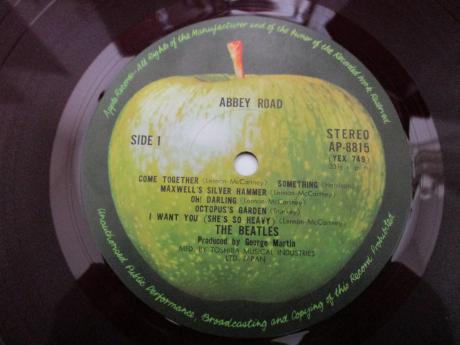 Apple Records-All Rights of the Manufacturer and of the Owner of the Recorded Work Reserved.
ABBEY ROAD
SIDE 1
STEREO
AP-8815
(YEX 749)
33⅓ r.p.m.
COME TOGETHER (Lennon-McCartney) SOMETHING (Harrison)
MAXWELL'S SILVER HAMMER (Lennon-McCartney)
OH! DARLING (Lennon-McCartney)
OCTOPUS'S GARDEN (Starkey)
I WANT YOU (SHE'S SO HEAVY) (Lennon-McCartney)
THE BEATLES
Produced by George Martin
MFD. BY TOSHIBA MUSICAL INDUSTRIES
LTD. JAPAN
Unauthorized Public Performance, Broadcasting and Copying of this Record Prohibited